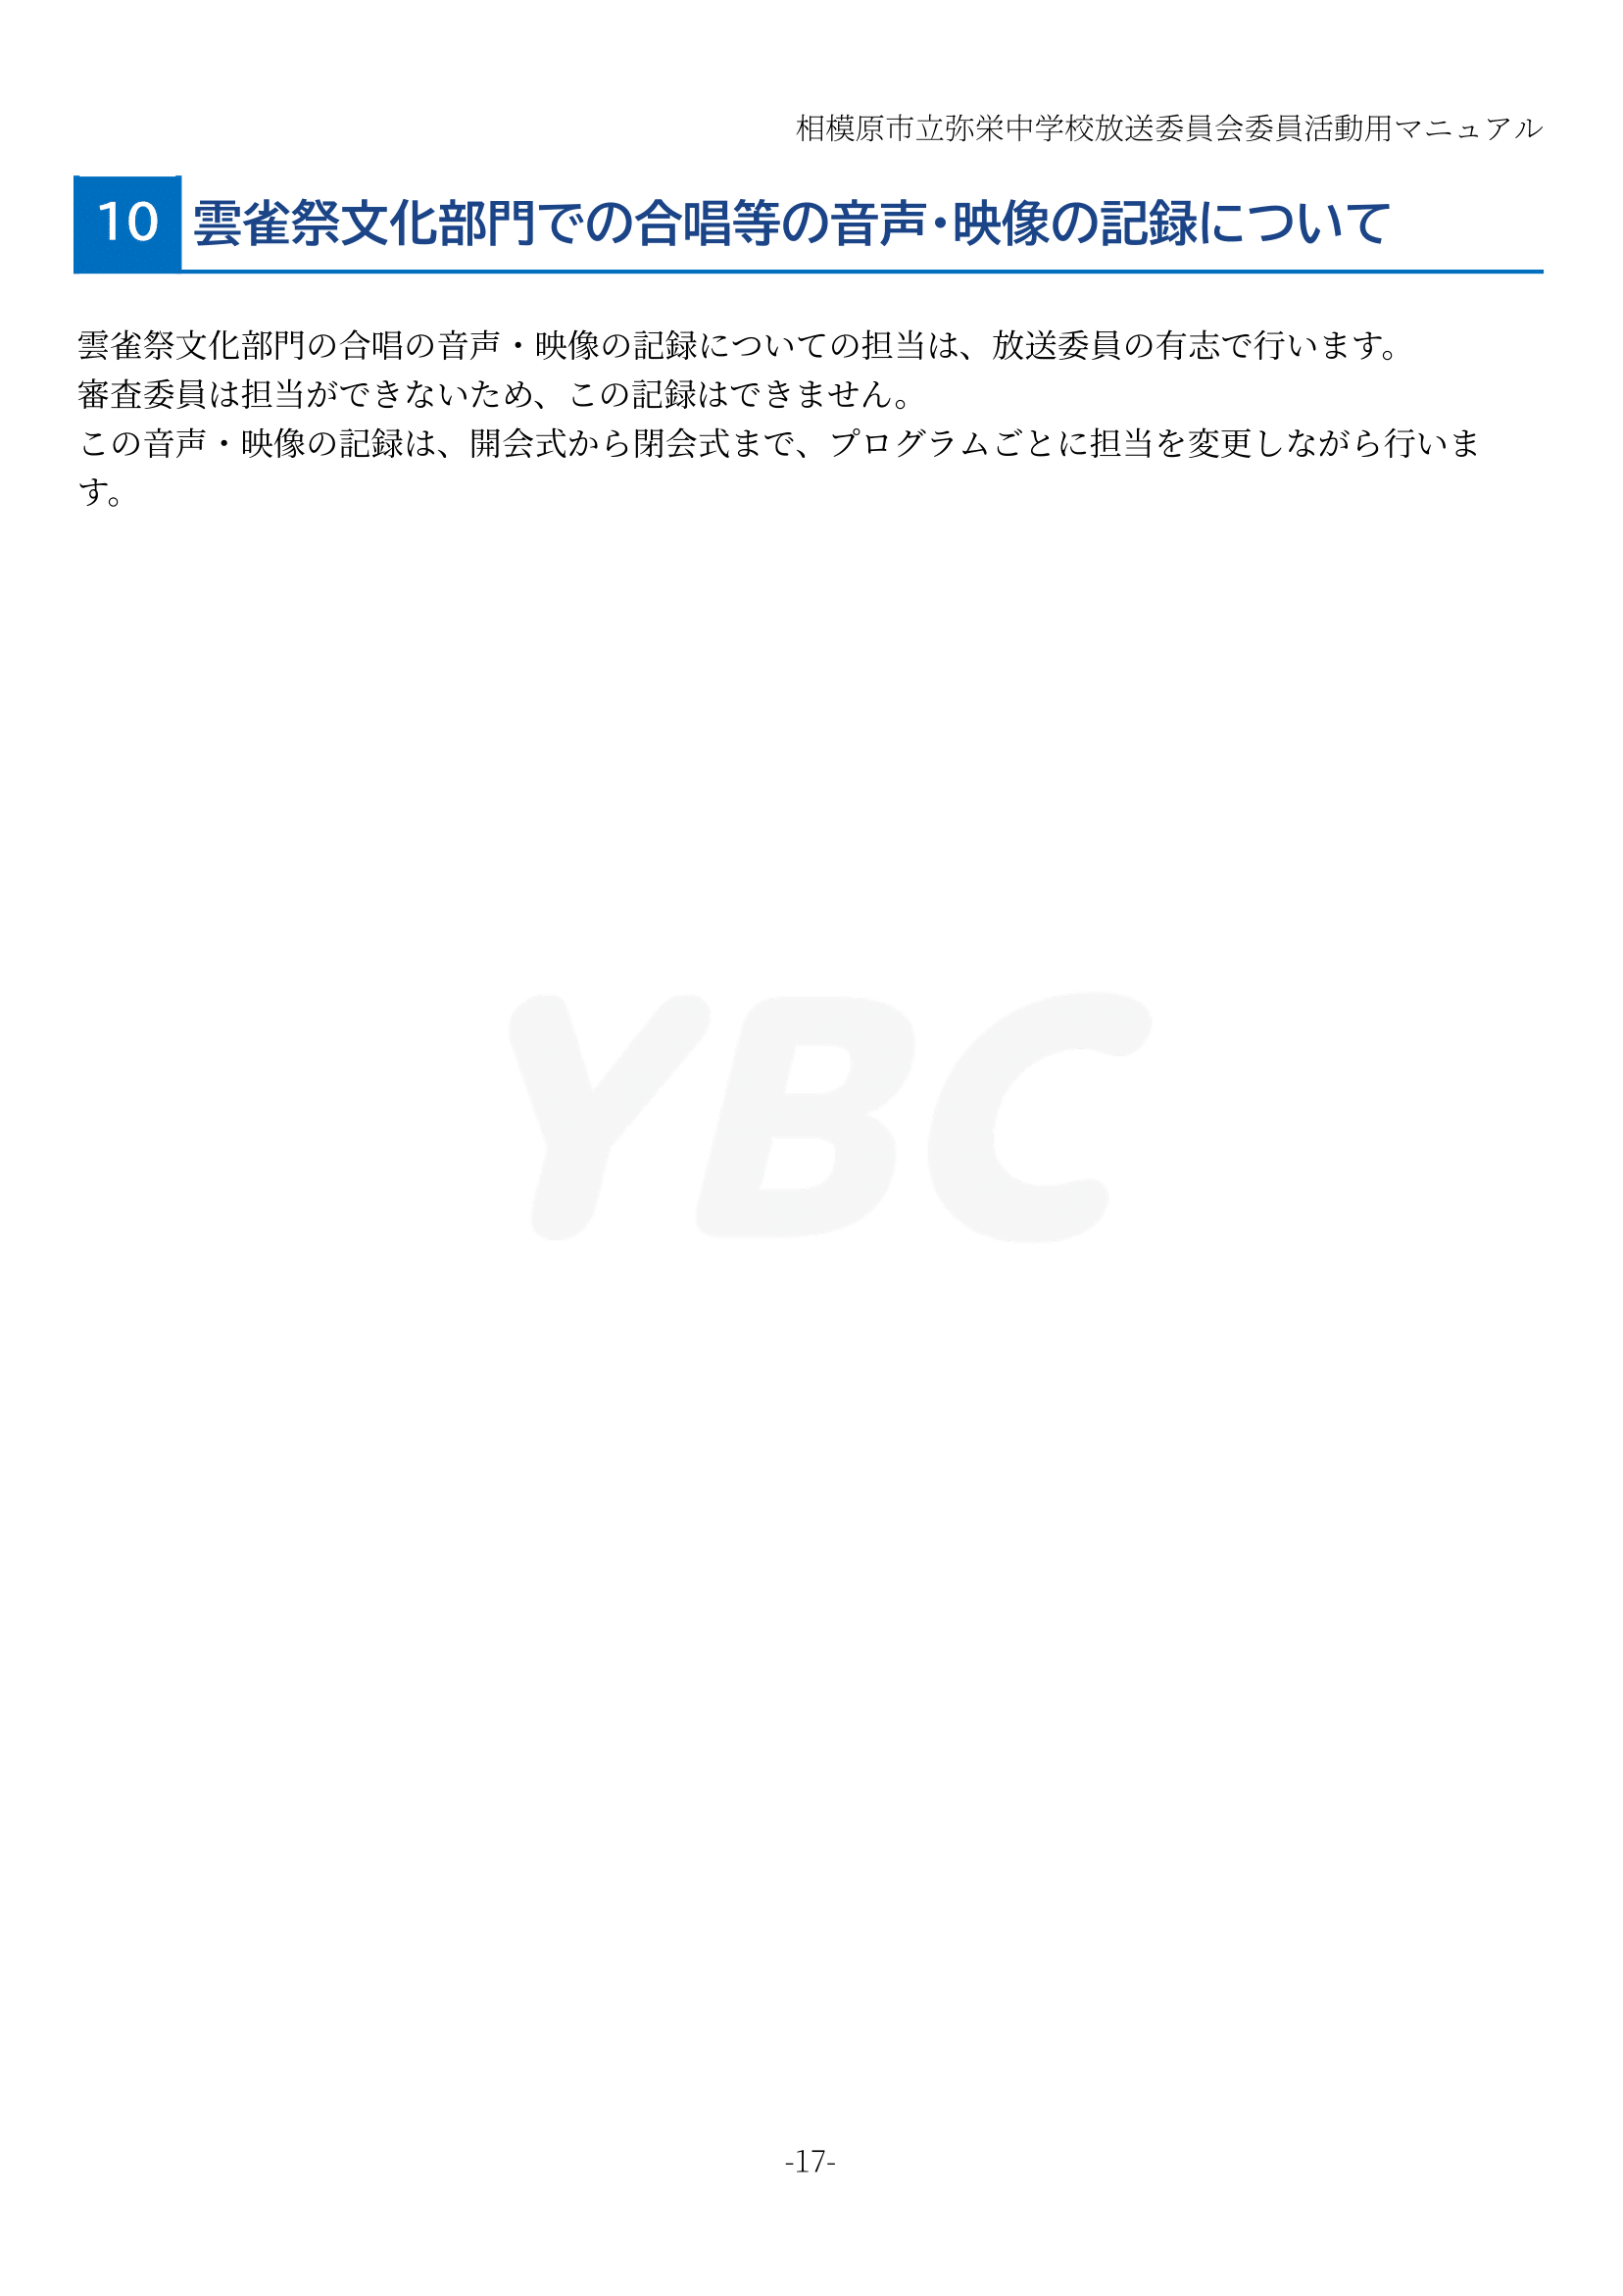 相模原市立弥栄中学校放送委員会委員活動用マニュアル
10 雲雀祭文化部門での合唱等の音声・映像の記録について
雲雀祭文化部門の合唱の音声・映像の記録についての担当は、放送委員の有志で行います。
審査委員は担当ができないため、この記録はできません。
この音声・映像の記録は、開会式から閉会式まで、プログラムごとに担当を変更しながら行いま
す。
YBC
-17-